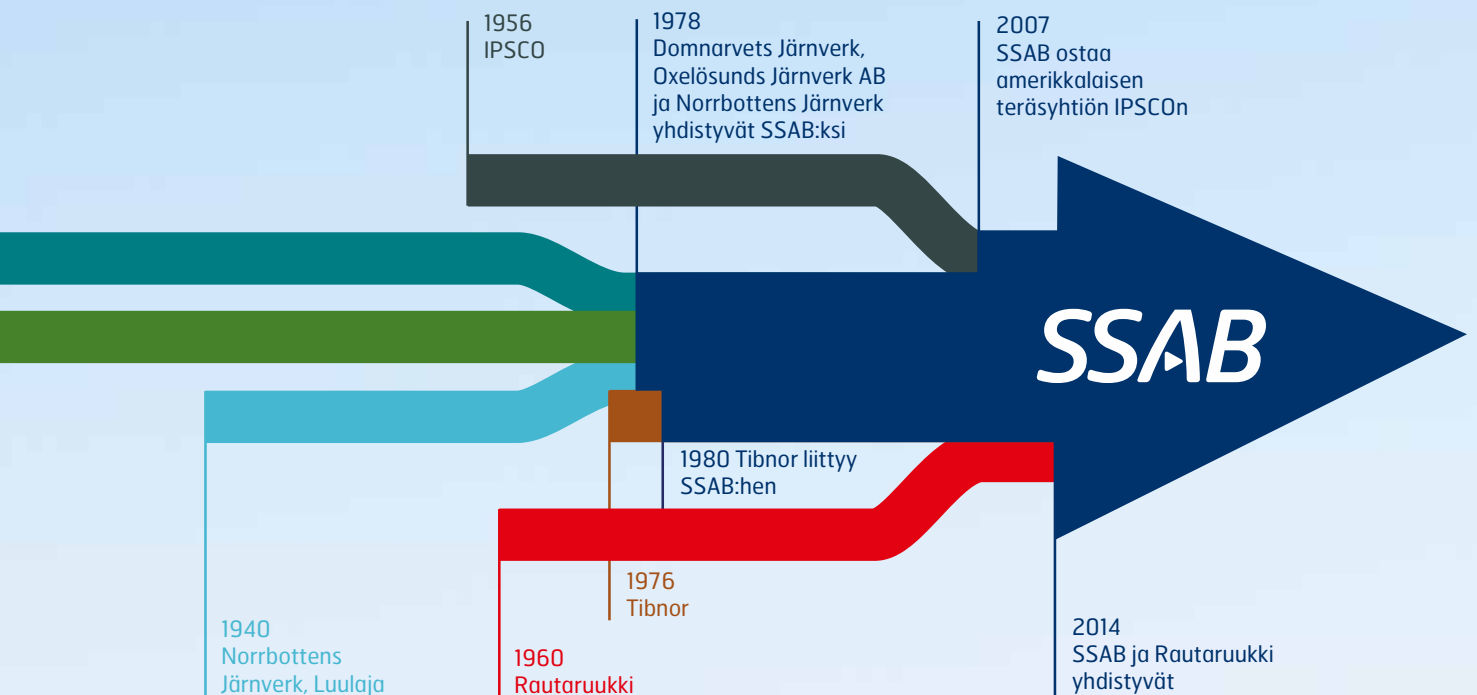 1956
IPSCO
1978
Domnarvets Järnverk,
Oxelösunds Järnverk AB
ja Norrbottens Järnverk
yhdistyvät SSAB:ksi
2007
SSAB ostaa
amerikkalaisen
teräsyhtiön IPSCOn
SSAB
1980 Tibnor liittyy
SSAB:hen
1976
Tibnor
1940
Norrbottens
Järnverk, Luulaja
1960
Rautaruukki
2014
SSAB ja Rautaruukki
yhdistyvät